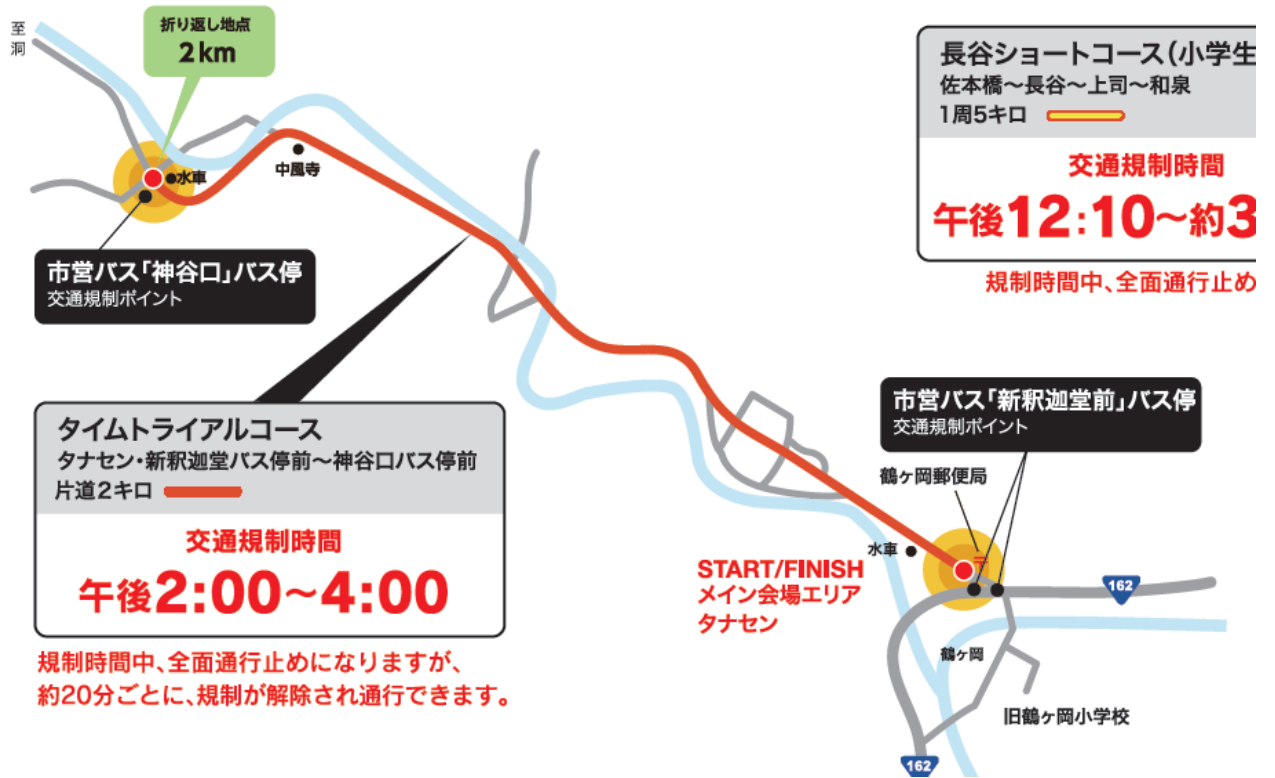 至
洞
折り返し地点
2km
水車
中風寺
市営バス「神谷口」バス停
交通規制ポイント
長谷ショートコース(小学生
佐本橋～長谷～上司～和泉
1周5キロ
交通規制時間
午後12:10～約3
規制時間中、全面通行止め
タイムトライアルコース
タナセン・新釈迦堂バス停前～神谷口バス停前
片道2キロ
交通規制時間
午後2:00～4:00
規制時間中、全面通行止めになりますが、
約20分ごとに、規制が解除され通行できます。
市営バス「新釈迦堂前」バス停
交通規制ポイント
鶴ヶ岡郵便局
水車
〒
START/FINISH
メイン会場エリア
タナセン
162
鶴ヶ岡
旧鶴ヶ岡小学校
162